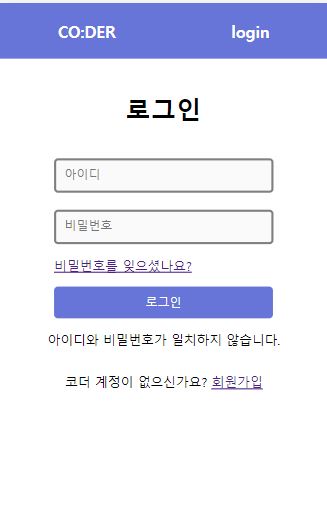 CO:DER login
로그인
아이디
비밀번호
비밀번호를 잊으셨나요?
로그인
아이디와 비밀번호가 일치하지 않습니다.
코더 계정이 없으신가요? 회원가입